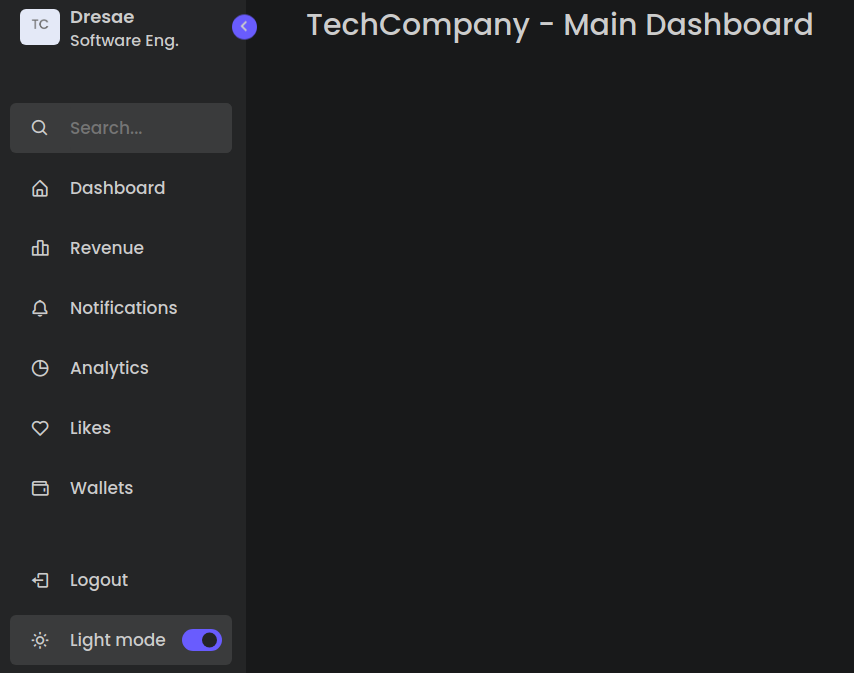 TC
Dresae
Software Eng.
TechCompany - Main Dashboard
Search...
Dashboard
Revenue
Notifications
Analytics
Likes
Wallets
Logout
Light mode